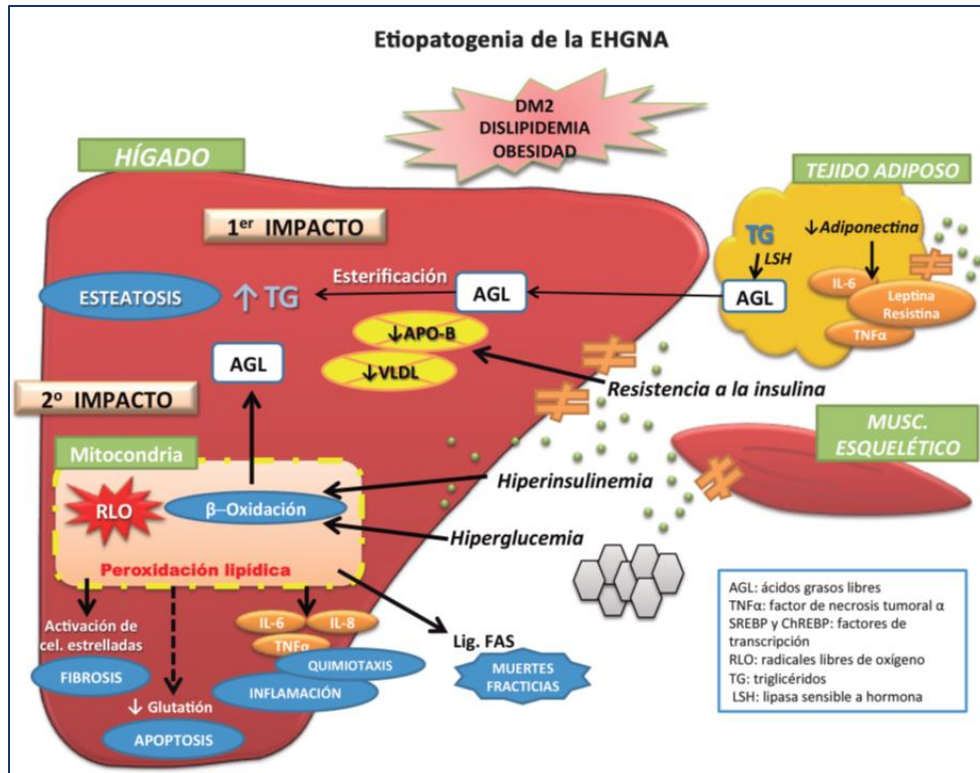 Etiopatogenia de la EHGNA
DM2
DISLIPIDEMIA
OBESIDAD
HÍGADO
TEJIDO ADIPOSO
1er IMPACTO
TG
LSH
AGL
↓Adiponectina
IL-6
Leptina
Resistina
TNFα
Esterificación
AGL
ESTEATOSIS
↑ TG
↓APO-B
↓VLDL
AGL
Resistencia a la insulina
2o IMPACTO
MUSC.
ESQUELÉTICO
Mitocondria
RLO
β–Oxidación
Hiperinsulinemia
Hiperglucemia
Peroxidación lipídica
Activación de
cel. estrelladas
FIBROSIS
↓ Glutatión
APOPTOSIS
IL-6
IL-8
TNFα
QUIMIOTAXIS
INFLAMACIÓN
Lig. FAS
MUERTES
FRACTICIAS
AGL: ácidos grasos libres
TNFα: factor de necrosis tumoral α
SREBP y ChREBP: factores de
transcripción
RLO: radicales libres de oxígeno
TG: triglicéridos
LSH: lipasa sensible a hormona